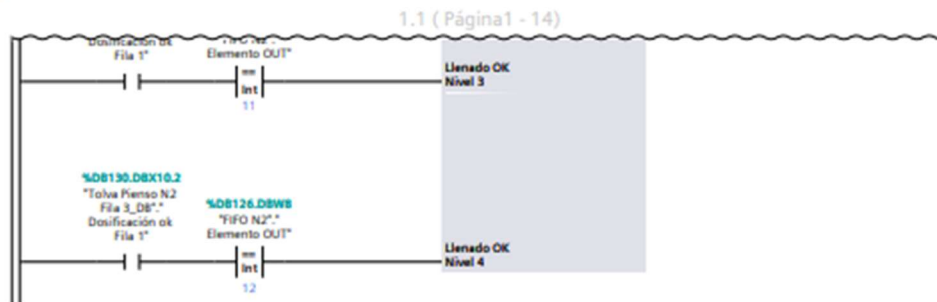 1.1 ( Página1 - 14)
Dosificación ok
Fila 1"
"FIFO N2"."
Elemento OUT"
==
Int
11
Llenado OK
Nivel 3
%DB130.DBX10.2
"Tolva Pienso N2
Fila 3_DB"."
Dosificación ok
Fila 1"
%DB126.DBW8
"FIFO N2"."
Elemento OUT"
==
Int
12
Llenado OK
Nivel 4